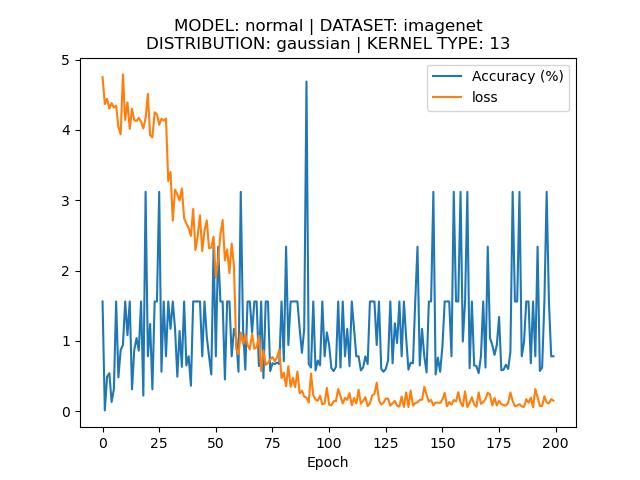 MODEL: normal | DATASET: imagenet
DISTRIBUTION: gaussian | KERNEL TYPE: 13
Accuracy (%)
loss
5
4
3
2
1
0
0 25 50 75 100 125 150 175 200
Epoch